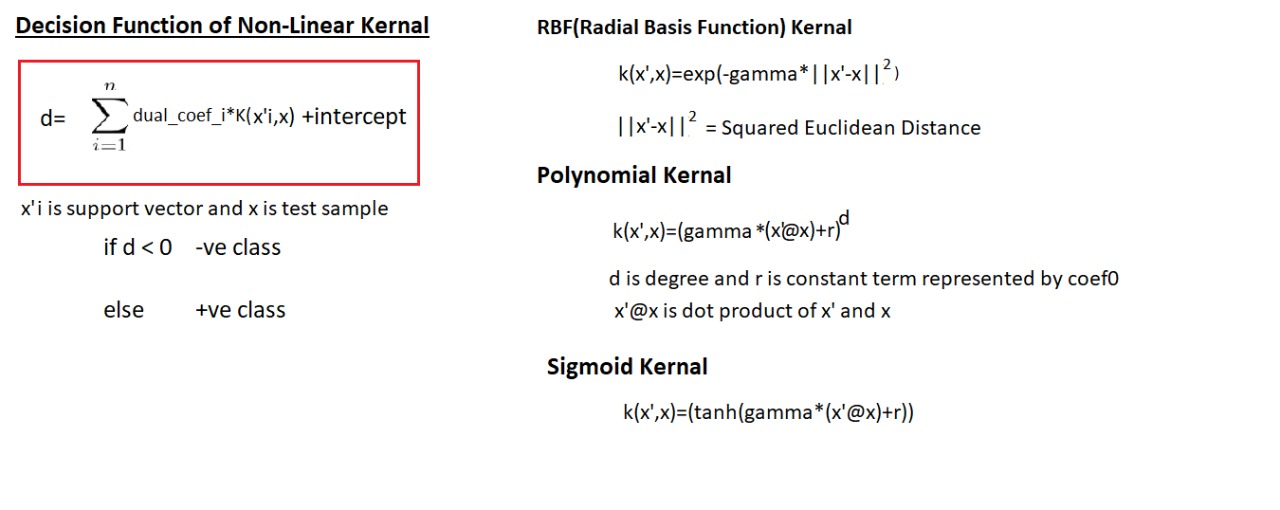 Decision Function of Non-Linear Kernal
n
d= ∑ dual_coef_i*K(x'i,x) +intercept
i=1
x'i is support vector and x is test sample
if d < 0 -ve class
else +ve class
RBF(Radial Basis Function) Kernal
k(x',x)=exp(-gamma*||x'-x||²)
||x'-x||² = Squared Euclidean Distance
Polynomial Kernal
k(x',x)=(gamma *(x'@x)+r)^d
d is degree and r is constant term represented by coef0
x'@x is dot product of x' and x
Sigmoid Kernal
k(x',x)=(tanh(gamma*(x'@x)+r))